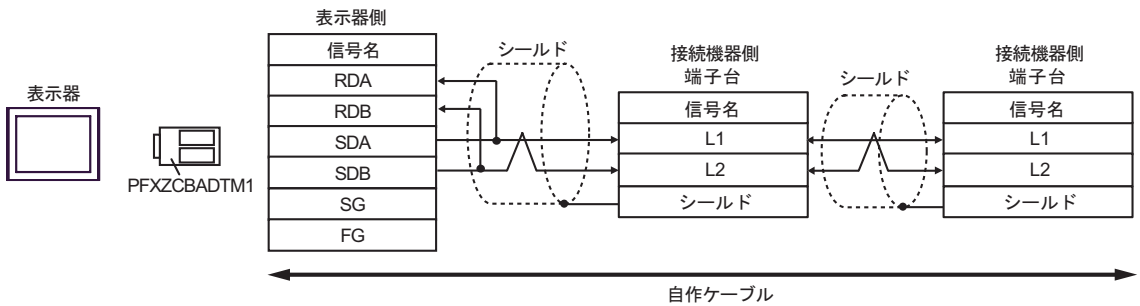 表示器
PFXZCBADTM1
表示器側
信号名
RDA
RDB
SDA
SDB
SG
FG
シールド
接続機器側
端子台
信号名
L1
L2
シールド
シールド
接続機器側
端子台
信号名
L1
L2
シールド
自作ケーブル